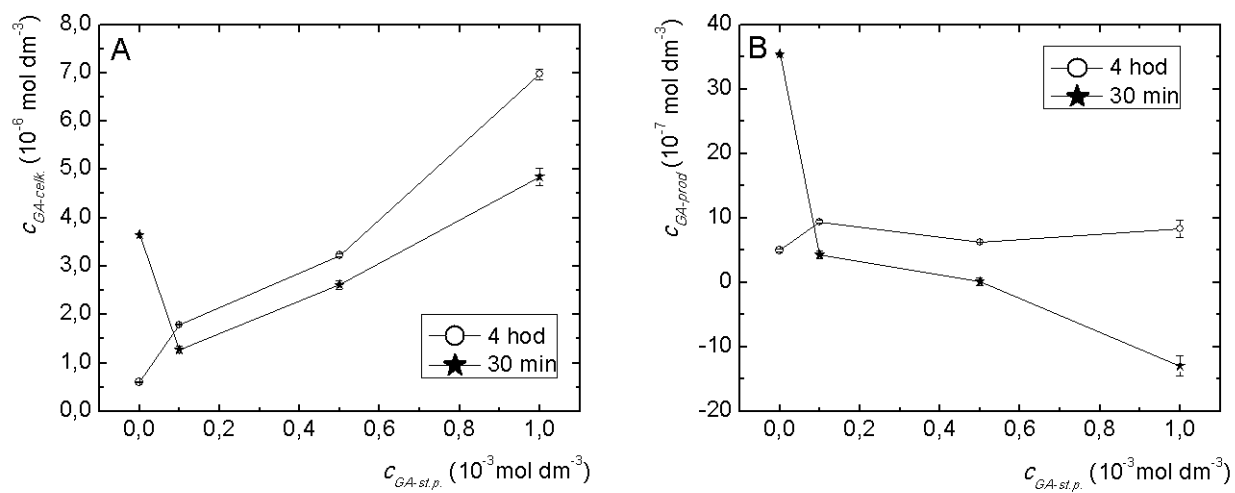 A
8,0
7,0
6,0
5,0
4,0
3,0
2,0
1,0
0,0
c_GA-celk. (10^-6 mol dm^-3)
4 hod
30 min
0,0 0,2 0,4 0,6 0,8 1,0
c_GA-st.p. (10^-3 mol dm^-3)
B
40
30
20
10
0
-10
-20
c_GA-prod (10^-7 mol dm^-3)
4 hod
30 min
0,0 0,2 0,4 0,6 0,8 1,0
c_GA-st.p. (10^-3 mol dm^-3)